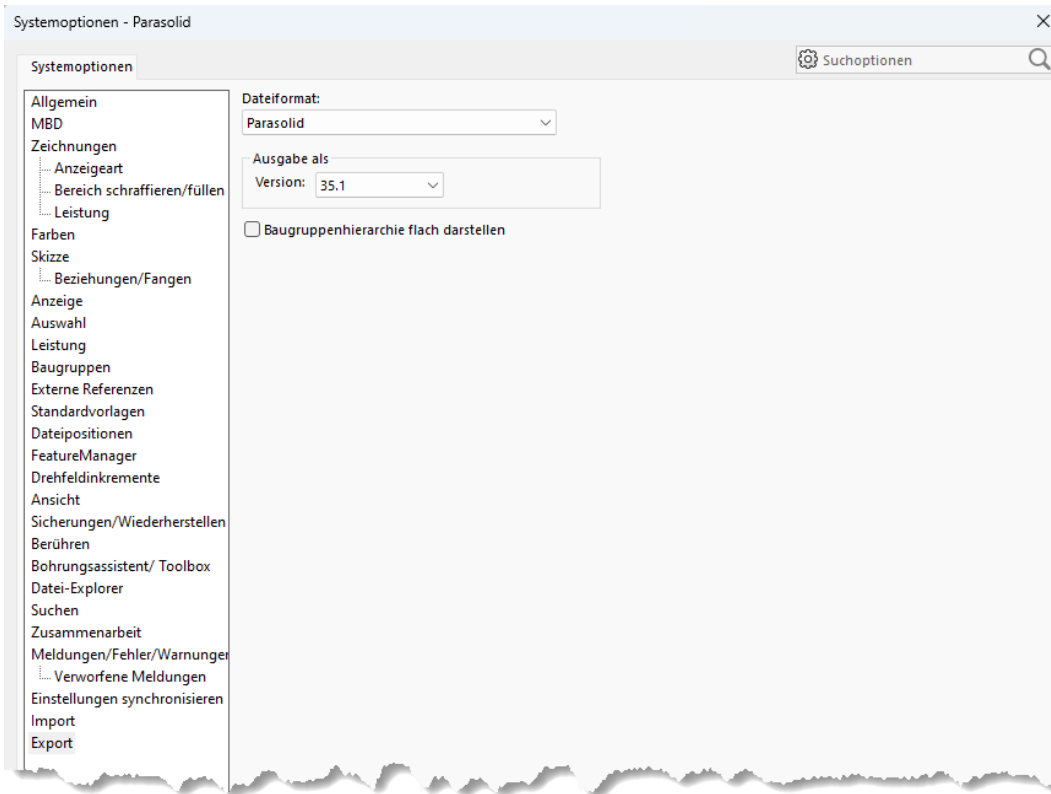 Systemoptionen - Parasolid
Systemoptionen
Suchoptionen
Allgemein
MBD
Zeichnungen
Anzeigeart
Bereich schraffieren/füllen
Leistung
Farben
Skizze
Beziehungen/Fangen
Anzeige
Auswahl
Leistung
Baugruppen
Externe Referenzen
Standardvorlagen
Dateipositionen
FeatureManager
Drehfeldinkremente
Ansicht
Sicherungen/Wiederherstellen
Berühren
Bohrungsassistent/ Toolbox
Datei-Explorer
Suchen
Zusammenarbeit
Meldungen/Fehler/Warnungen
Verworfene Meldungen
Einstellungen synchronisieren
Import
Export
Dateiformat:
Parasolid
Ausgabe als
Version: 35.1
Baugruppenhierarchie flach darstellen